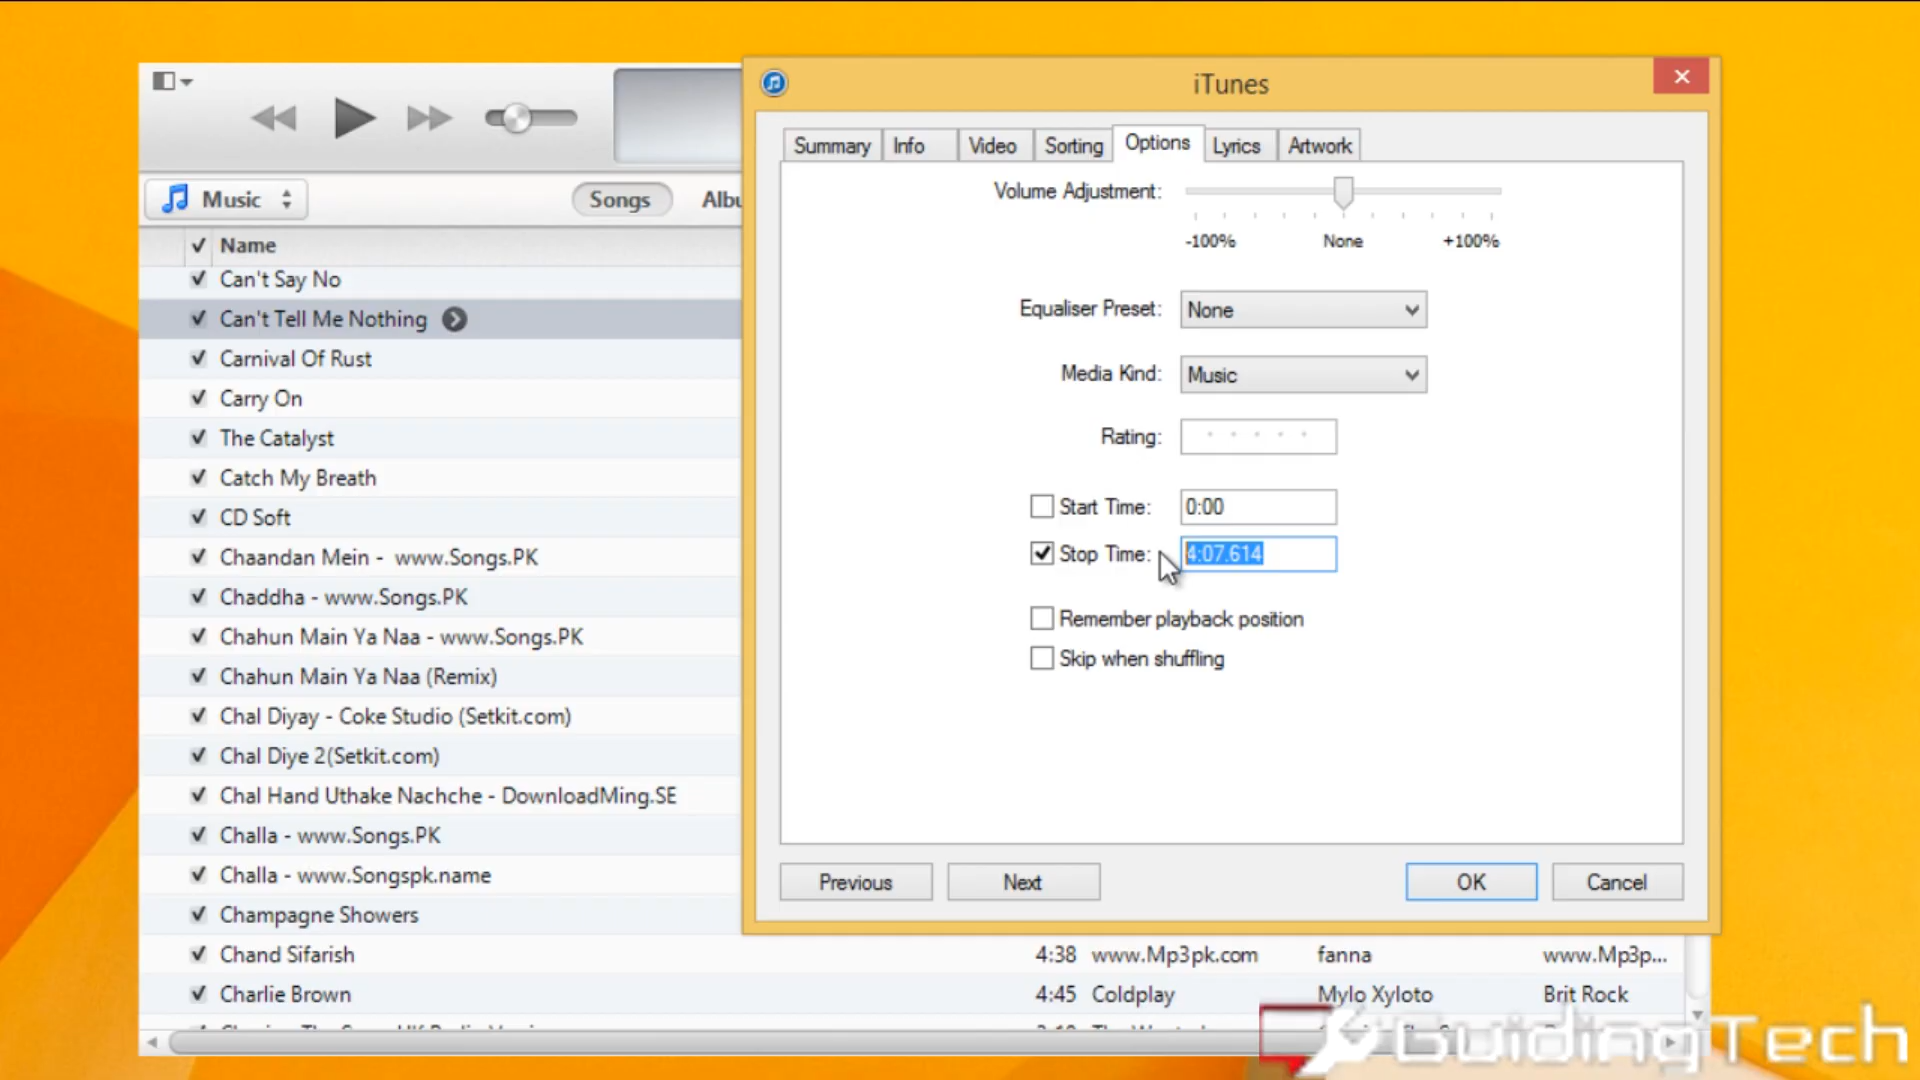 iTunes
Summary Info Video Sorting Options Lyrics Artwork
Volume Adjustment:
-100% None +100%
Equaliser Preset: None
Media Kind: Music
Rating:
Start Time: 0:00
Stop Time: 4:07.614
Remember playback position
Skip when shuffling
Previous Next OK Cancel
Music Songs
Name
Can't Say No
Can't Tell Me Nothing
Carnival Of Rust
Carry On
The Catalyst
Catch My Breath
CD Soft
Chaandan Mein - www.Songs.PK
Chaddha - www.Songs.PK
Chahun Main Ya Naa - www.Songs.PK
Chahun Main Ya Naa (Remix)
Chal Diyay - Coke Studio (Setkit.com)
Chal Diye 2(Setkit.com)
Chal Hand Uthake Nachche - DownloadMing.SE
Challa - www.Songs.PK
Challa - www.Songspk.name
Champagne Showers
Chand Sifarish 4:38 www.Mp3pk.com fanna www.Mp3p...
Charlie Brown 4:45 Coldplay Mylo Xyloto Brit Rock
GuidingTech